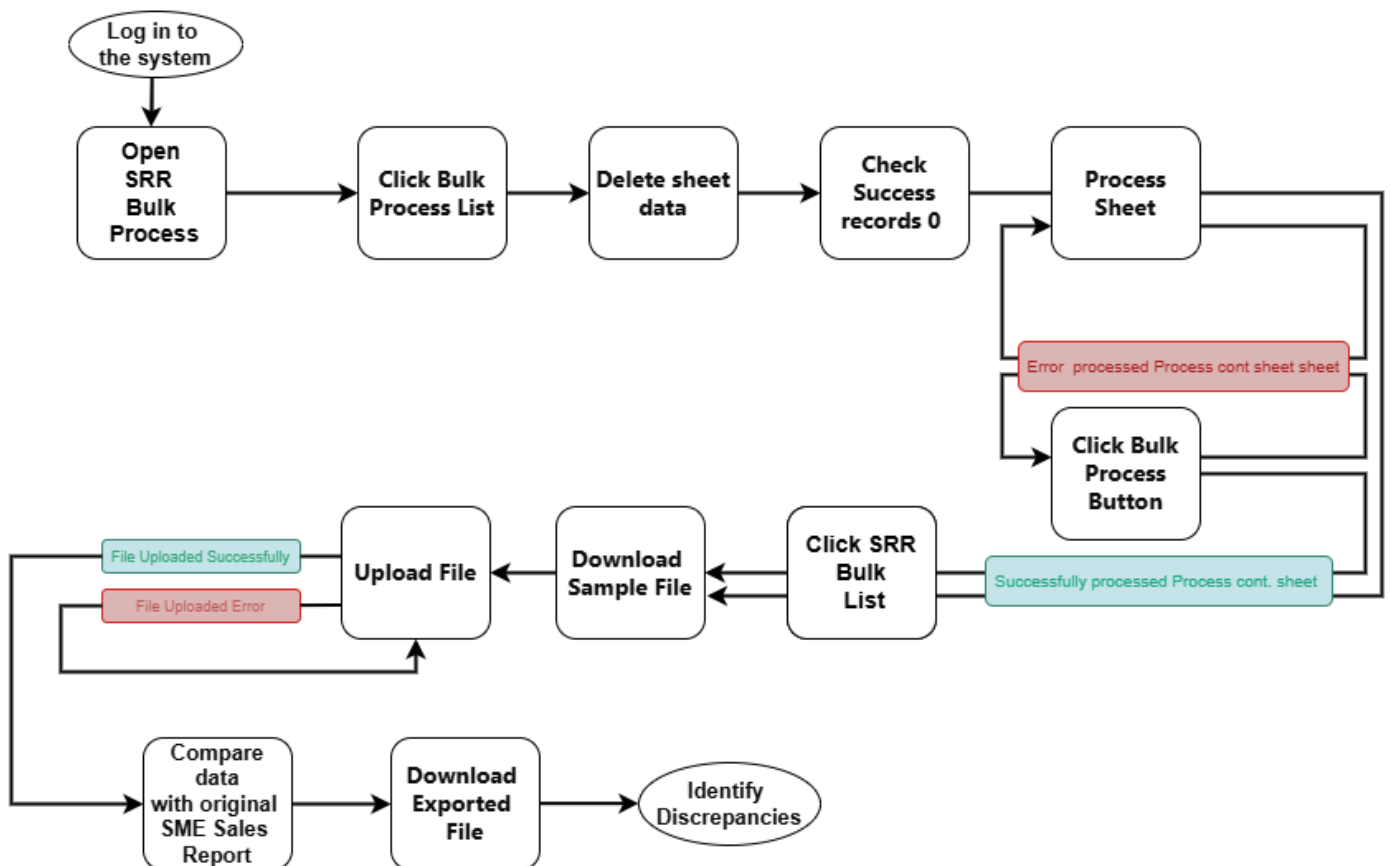 Log in to
the system
Open
SRR
Bulk
Process
Click Bulk
Process List
Delete sheet
data
Check
Success
records 0
Process
Sheet
Error  processed Process cont sheet sheet
Click Bulk
Process
Button
Successfully processed Process cont. sheet
Click SRR
Bulk
List
Download
Sample File
Upload File
File Uploaded Successfully
File Uploaded Error
Compare
data
with original
SME Sales
Report
Download
Exported
File
Identify
Discrepancies